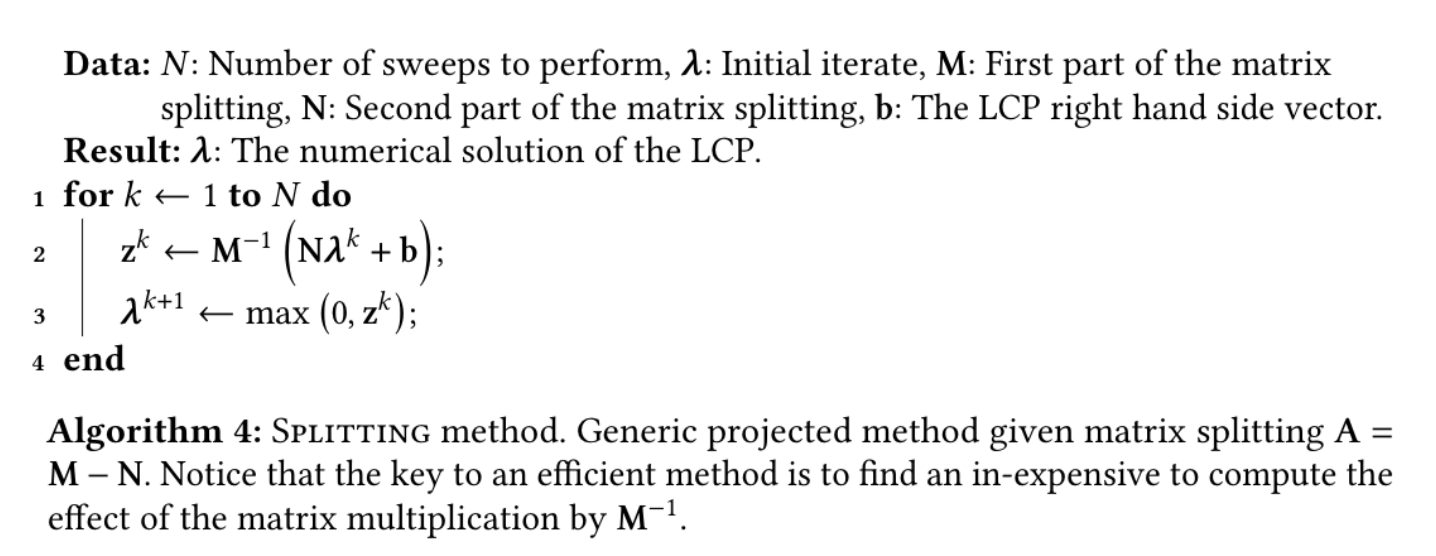 Data: N: Number of sweeps to perform, λ: Initial iterate, M: First part of the matrix
splitting, N: Second part of the matrix splitting, b: The LCP right hand side vector.
Result: λ: The numerical solution of the LCP.
1 for k ← 1 to N do
2 z^k ← M^−1 (Nλ^k + b);
3 λ^k+1 ← max (0, z^k);
4 end
Algorithm 4: SPLITTING method. Generic projected method given matrix splitting A =
M − N. Notice that the key to an efficient method is to find an in-expensive to compute the
effect of the matrix multiplication by M^−1.